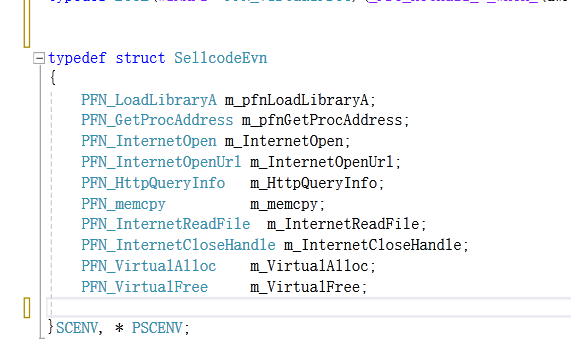 typedef struct SellcodeEvn
{
PFN_LoadLibraryA m_pfnLoadLibraryA;
PFN_GetProcAddress m_pfnGetProcAddress;
PFN_InternetOpen m_InternetOpen;
PFN_InternetOpenUrl m_InternetOpenUrl;
PFN_HttpQueryInfo m_HttpQueryInfo;
PFN_memcpy m_memcpy;
PFN_InternetReadFile m_InternetReadFile;
PFN_InternetCloseHandle m_InternetCloseHandle;
PFN_VirtualAlloc m_VirtualAlloc;
PFN_VirtualFree m_VirtualFree;
}SCENV, * PSCENV;